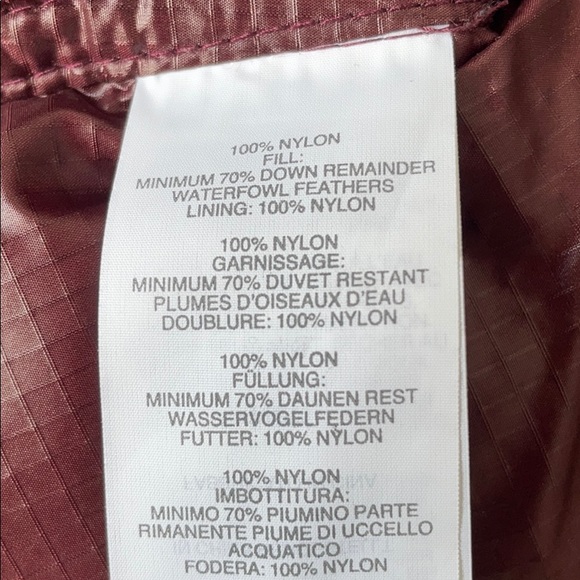 100% NYLON
FILL:
MINIMUM 70% DOWN REMAINDER
WATERFOWL FEATHERS
LINING: 100% NYLON
100% NYLON
GARNISSAGE:
MINIMUM 70% DUVET RESTANT
PLUMES D'OISEAUX D'EAU
DOUBLURE: 100% NYLON
100% NYLON
FÜLLUNG:
MINIMUM 70% DAUNEN REST
WASSERVOGELFEDERN
FUTTER: 100% NYLON
100% NYLON
IMBOTTITURA:
MINIMO 70% PIUMINO PARTE
RIMANENTE PIUME DI UCCELLO
ACQUATICO
FODERA: 100% NYLON